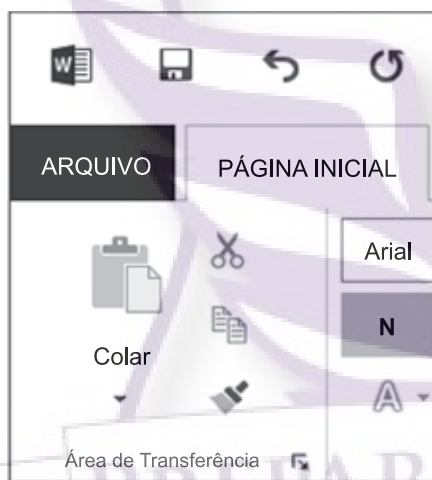 W
ARQUIVO PÁGINA INICIAL
Arial
N
Colar
A
Área de Transferência